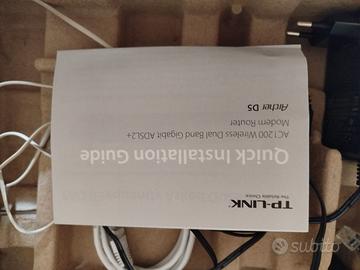 TP-LINK
The Reliable Choice
Quick Installation Guide
AC1200 Wireless Dual Band Gigabit ADSL2+
Modem Router
Archer D5
subito